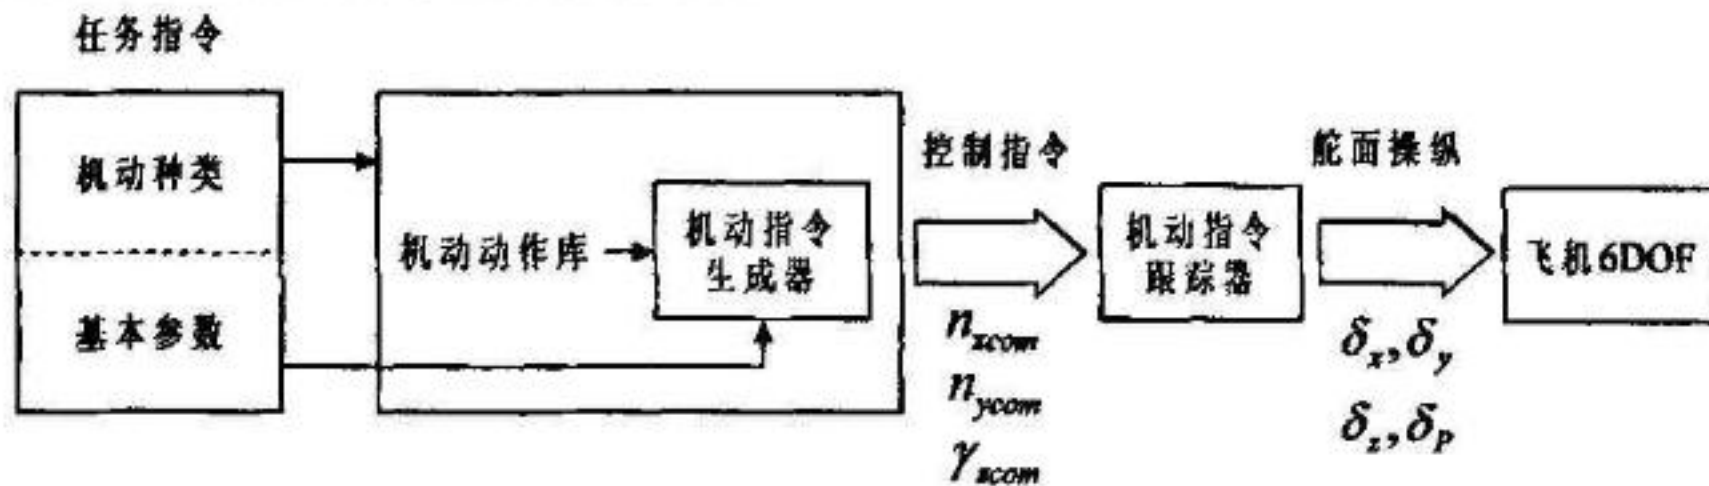 任务指令
机动种类
基本参数
机动动作库
机动指令
生成器
控制指令
n_xcom
n_ycom
γ_scom
机动指令
跟踪器
舵面操纵
δ_x, δ_y
δ_z, δ_P
飞机6DOF